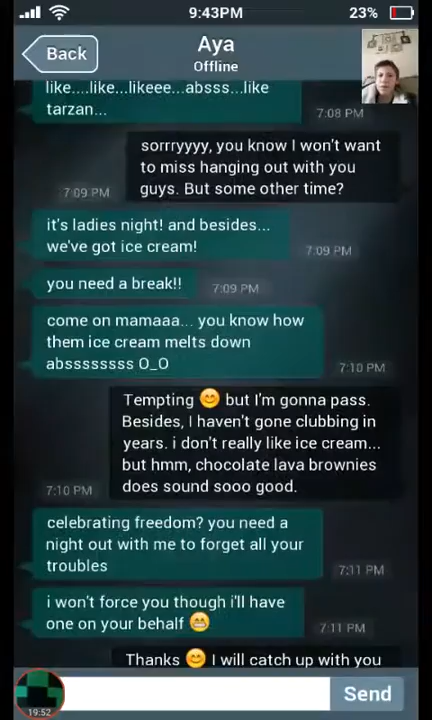 9:43PM
23%
Back
Aya
Offline
like....like...likeee...absss...like
tarzan...
7:08 PM
sorrryyyy, you know I won't want
to miss hanging out with you
guys. But some other time?
7:09 PM
it's ladies night! and besides...
we've got ice cream!
7:09 PM
you need a break!!
7:09 PM
come on mamaaa... you know how
them ice cream melts down
abssssssss O_O
7:10 PM
Tempting 😊 but I'm gonna pass.
Besides, I haven't gone clubbing in
years. i don't really like ice cream...
but hmm, chocolate lava brownies
does sound sooo good.
7:10 PM
celebrating freedom? you need a
night out with me to forget all your
troubles
7:11 PM
i won't force you though i'll have
one on your behalf 😁
7:11 PM
Thanks 😊 I will catch up with you
19:52
Send